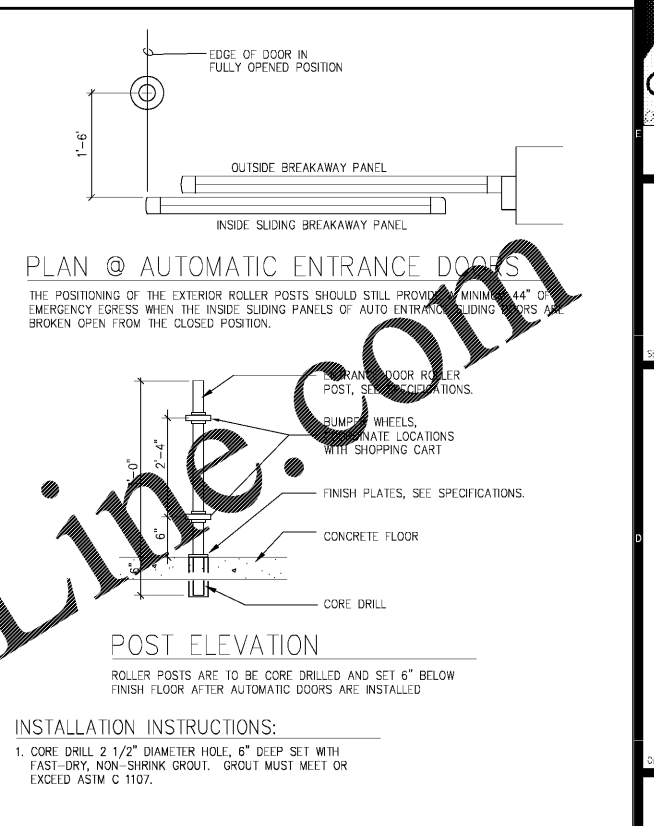 EDGE OF DOOR IN
FULLY OPENED POSITION
1'-6"
OUTSIDE BREAKAWAY PANEL
INSIDE SLIDING BREAKAWAY PANEL
PLAN @ AUTOMATIC ENTRANCE DOORS
THE POSITIONING OF THE EXTERIOR ROLLER POSTS SHOULD STILL PROVIDE A MINIMUM 44" OF
EMERGENCY EGRESS WHEN THE INSIDE SLIDING PANELS OF AUTO ENTRANCE SLIDING DOORS ARE
BROKEN OPEN FROM THE CLOSED POSITION.
ENTRANCE DOOR ROLLER
POST, SEE SPECIFICATIONS.
BUMPER WHEELS,
COORDINATE LOCATIONS
WITH SHOPPING CART
2'-4"
-0"
FINISH PLATES, SEE SPECIFICATIONS.
6"
CONCRETE FLOOR
6"
CORE DRILL
Line.com
POST ELEVATION
ROLLER POSTS ARE TO BE CORE DRILLED AND SET 6" BELOW
FINISH FLOOR AFTER AUTOMATIC DOORS ARE INSTALLED
INSTALLATION INSTRUCTIONS:
1. CORE DRILL 2 1/2" DIAMETER HOLE, 6" DEEP SET WITH
FAST-DRY, NON-SHRINK GROUT. GROUT MUST MEET OR
EXCEED ASTM C 1107.
E
D